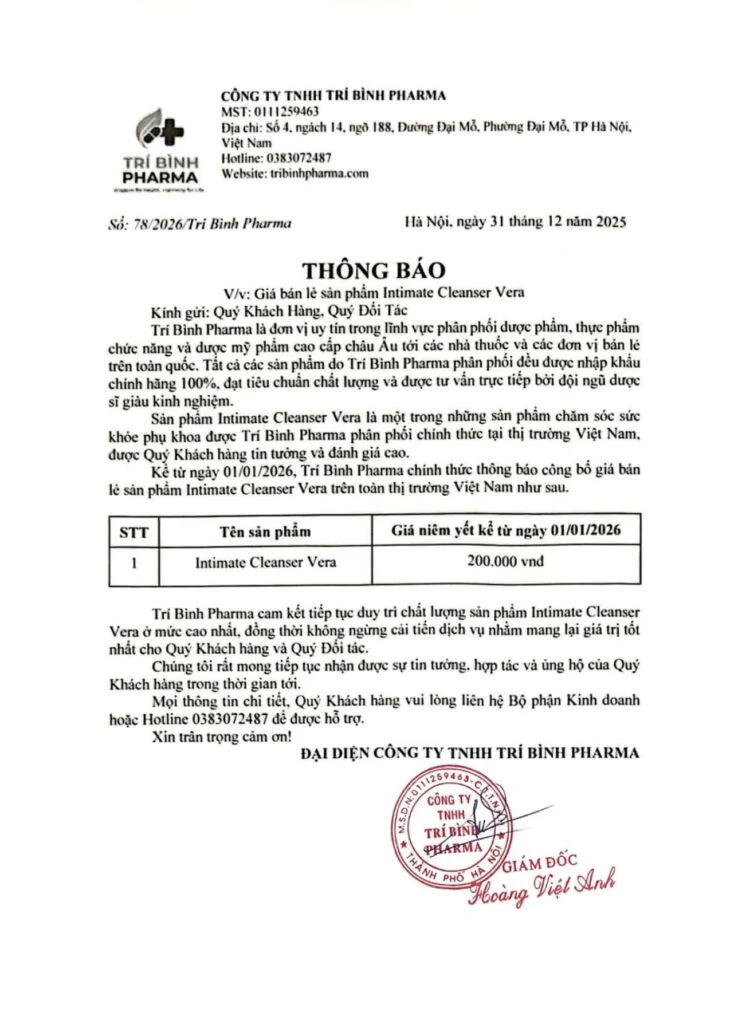 CÔNG TY TNHH TRÍ BÌNH PHARMA
MST: 0111259463
Địa chỉ: Số 4, ngách 14, ngõ 188, Đường Đại Mỗ, Phường Đại Mỗ, TP Hà Nội,
Việt Nam
Hotline: 0383072487
Website: tribinhpharma.com
TRÍ BÌNH
PHARMA
Số: 78/2026/Trí Bình Pharma
Hà Nội, ngày 31 tháng 12 năm 2025
THÔNG BÁO
V/v: Giá bán lẻ sản phẩm Intimate Cleanser Vera
Kính gửi: Quý Khách Hàng, Quý Đối Tác
Trí Bình Pharma là đơn vị uy tín trong lĩnh vực phân phối dược phẩm, thực phẩm
chức năng và dược mỹ phẩm cao cấp châu Âu tới các nhà thuốc và các đơn vị bán lẻ
trên toàn quốc. Tất cả các sản phẩm do Trí Bình Pharma phân phối đều được nhập khẩu
chính hãng 100%, đạt tiêu chuẩn chất lượng và được tư vấn trực tiếp bởi đội ngũ dược
sĩ giàu kinh nghiệm.
Sản phẩm Intimate Cleanser Vera là một trong những sản phẩm chăm sóc sức
khỏe phụ khoa được Trí Bình Pharma phân phối chính thức tại thị trường Việt Nam,
được Quý Khách hàng tin tưởng và đánh giá cao.
Kể từ ngày 01/01/2026, Trí Bình Pharma chính thức thông báo công bố giá bán
lẻ sản phẩm Intimate Cleanser Vera trên toàn thị trường Việt Nam như sau.
STT Tên sản phẩm Giá niêm yết kể từ ngày 01/01/2026
1 Intimate Cleanser Vera 200.000 vnđ
Trí Bình Pharma cam kết tiếp tục duy trì chất lượng sản phẩm Intimate Cleanser
Vera ở mức cao nhất, đồng thời không ngừng cải tiến dịch vụ nhằm mang lại giá trị tốt
nhất cho Quý Khách hàng và Quý Đối tác.
Chúng tôi rất mong tiếp tục nhận được sự tin tưởng, hợp tác và ủng hộ của Quý
Khách hàng trong thời gian tới.
Mọi thông tin chi tiết, Quý Khách hàng vui lòng liên hệ Bộ phận Kinh doanh
hoặc Hotline 0383072487 để được hỗ trợ.
Xin trân trọng cảm ơn!
ĐẠI DIỆN CÔNG TY TNHH TRÍ BÌNH PHARMA
M.S.D.N:0111259463-C.T.T.N.H
CÔNG TY
TNHH
TRÍ BÌNH
PHARMA
THÀNH PHỐ HÀ NỘI
GIÁM ĐỐC
Hoàng Việt Anh